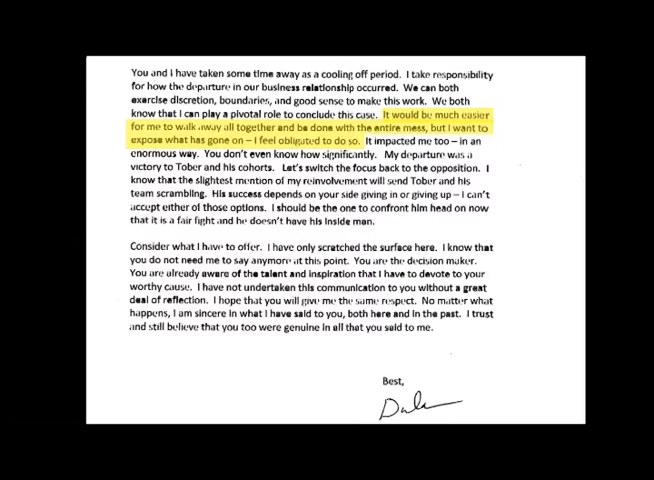 You and I have taken some time away as a cooling off period.  I take responsibility
for how the departure in our business relationship occurred.  We can both
exercise discretion, boundaries, and good sense to make this work.  We both
know that I can play a pivotal role to conclude this case.  It would be much easier
for me to walk away all together and be done with the entire mess, but I want to
expose what has gone on – I feel obligated to do so.  It impacted me too – in an
enormous way.  You don't even know how significantly.  My departure was a
victory to Tober and his cohorts.  Let's switch the focus back to the opposition.  I
know that the slightest mention of my reinvolvement will send Tober and his
team scrambling.  His success depends on your side giving in or giving up – I can't
accept either of those options.  I should be the one to confront him head on now
that it is a fair fight and he doesn't have his inside man.
Consider what I have to offer.  I have only scratched the surface here.  I know that
you do not need me to say anymore at this point.  You are the decision maker.
You are already aware of the talent and inspiration that I have to devote to your
worthy cause.  I have not undertaken this communication to you without a great
deal of reflection.  I hope that you will give me the same respect.  No matter what
happens, I am sincere in what I have said to you, both here and in the past.  I trust
and still believe that you too were genuine in all that you said to me.
Best,